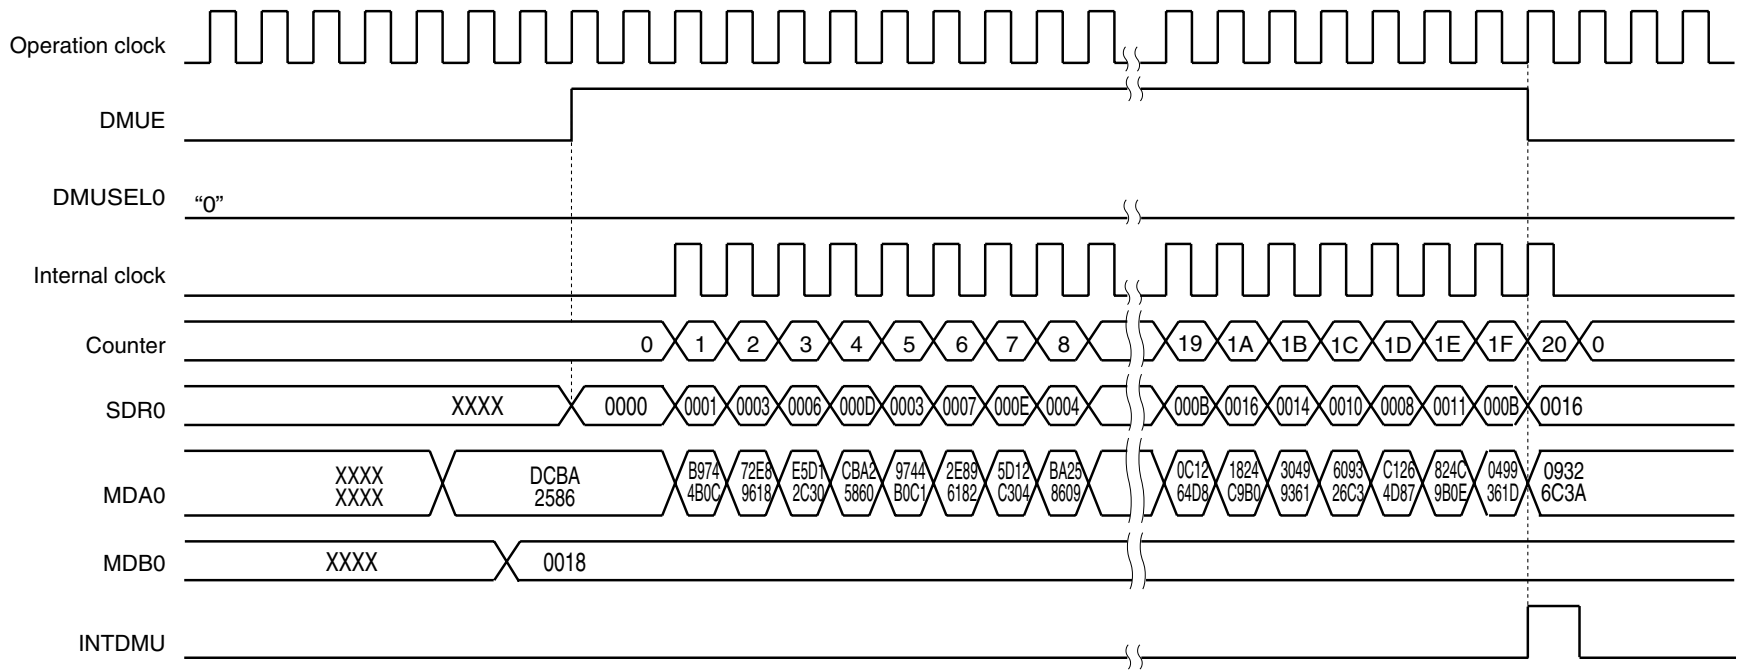 Operation clock
DMUE
DMUSEL0 “0”
Internal clock
Counter 0 1 2 3 4 5 6 7 8 19 1A 1B 1C 1D 1E 1F 20 0
SDR0 XXXX 0000 0001 0003 0006 000D 0003 0007 000E 0004 000B 0016 0014 0010 0008 0011 000B 0016
XXXX DCBA B974 72E8 E5D1 CBA2 9744 2E89 5D12 BA25 0C12 1824 3049 6093 C126 824C 0499 0932
MDA0 XXXX 2586 4B0C 9618 2C30 5860 B0C1 6182 C304 8609 64D8 C9B0 9361 26C3 4D87 9B0E 361D 6C3A
MDB0 XXXX 0018
INTDMU